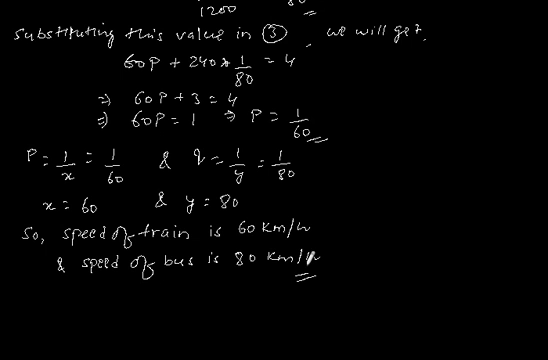 1200 80
Substituting this value in ③, we will get,
60P + 240 × 1/80 = 4
⇒ 60P + 3 = 4
⇒ 60P = 1 ⇒ P = 1/60
P = 1/x = 1/60 & q = 1/y = 1/80
x = 60 & y = 80
So, speed of train is 60 km/h
& speed of bus is 80 km/h